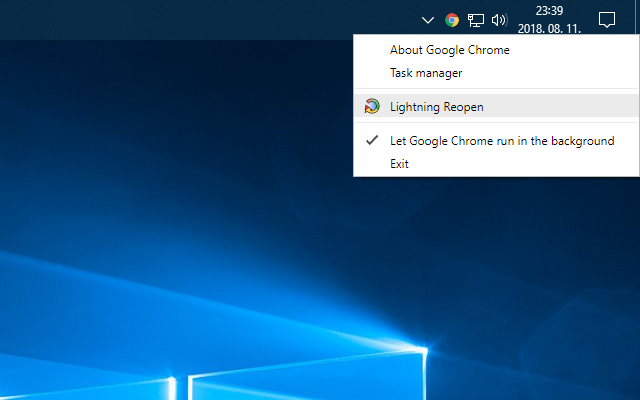 23:39
2018. 08. 11.
About Google Chrome
Task manager
Lightning Reopen
Let Google Chrome run in the background
Exit